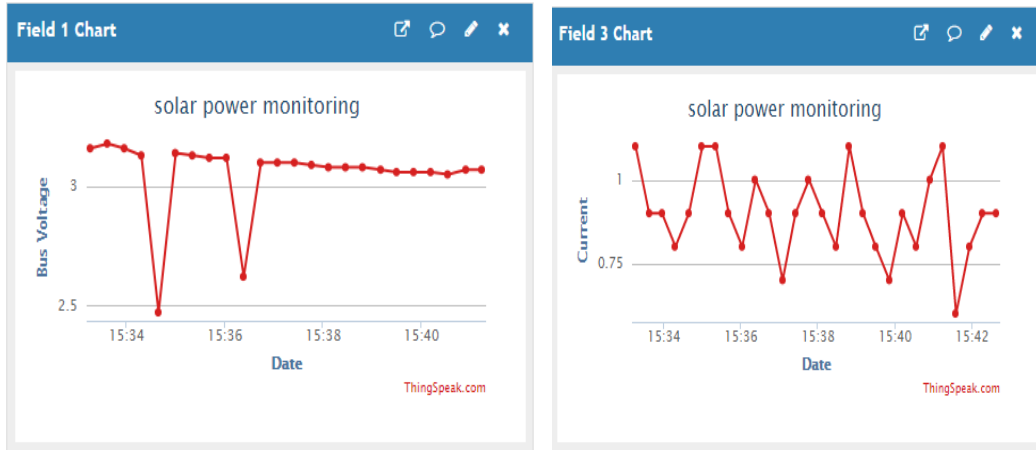 Field 1 Chart
solar power monitoring
Bus Voltage
3
2.5
15:34 15:36 15:38 15:40
Date
ThingSpeak.com
Field 3 Chart
solar power monitoring
Current
1
0.75
15:34 15:36 15:38 15:40 15:42
Date
ThingSpeak.com